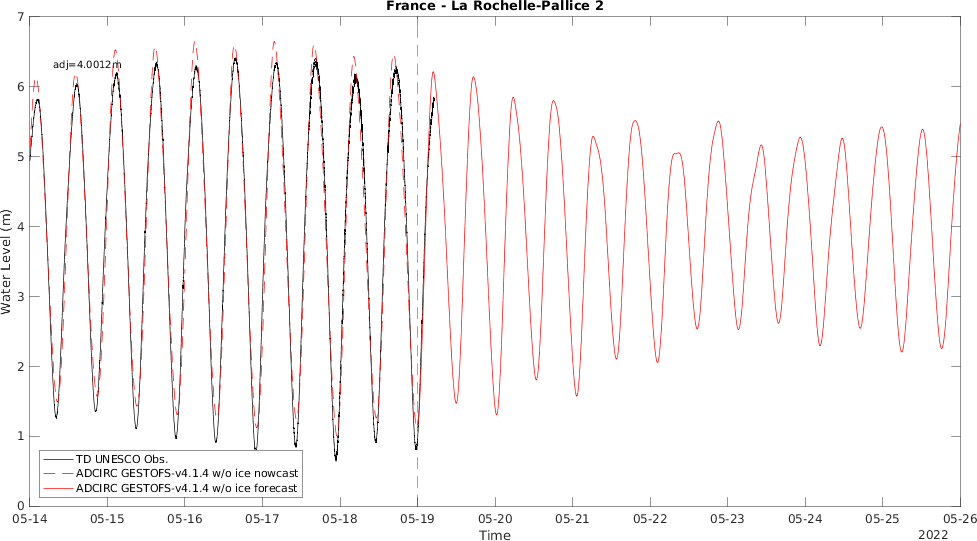 France - La Rochelle-Pallice 2
7
6
5
4
3
2
1
0
Water Level (m)
adj=4.0012m
TD UNESCO Obs.
ADCIRC GESTOFS-v4.1.4 w/o ice nowcast
ADCIRC GESTOFS-v4.1.4 w/o ice forecast
05-14 05-15 05-16 05-17 05-18 05-19 05-20 05-21 05-22 05-23 05-24 05-25 05-26
Time
2022